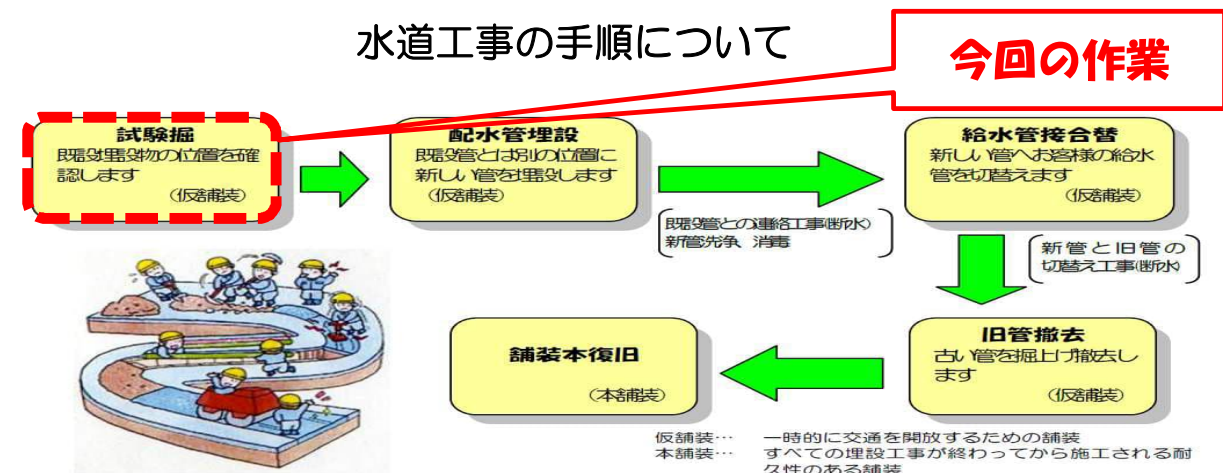 水道工事の手順について
今回の作業
試験掘
既設埋設物の位置を確
認します
(仮舗装)
配水管埋設
既設管とは別の位置に
新しい管を埋設します
(仮舗装)
既設管との連絡工事(断水)
新管洗浄、消毒
給水管接合替
新しい管へお客様の給水
管を切替えます
(仮舗装)
新管と旧管の
切替え工事(断水)
旧管撤去
古い管を掘上げ撤去し
ます
(仮舗装)
舗装本復旧
(本舗装)
仮舗装… 一時的に交通を開放するための舗装
本舗装… すべての埋設工事が終わってから施工される耐
久性のある舗装